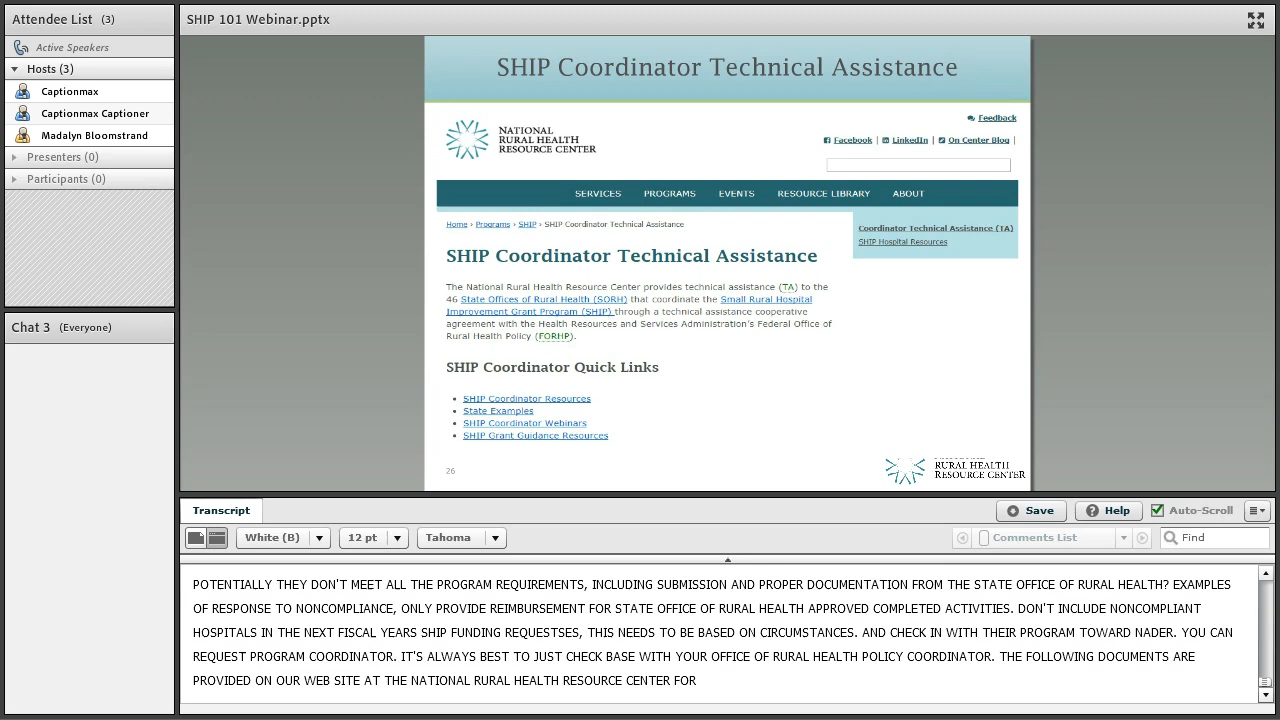 Attendee List (3)
Active Speakers
Hosts (3)
Captionmax
Captionmax Captioner
Madalyn Bloomstrand
Presenters (0)
Participants (0)
Chat 3 (Everyone)
SHIP 101 Webinar.pptx
SHIP Coordinator Technical Assistance
NATIONAL
RURAL HEALTH
RESOURCE CENTER
Feedback
Facebook | LinkedIn | On Center Blog |
SERVICES PROGRAMS EVENTS RESOURCE LIBRARY ABOUT
Home › Programs › SHIP › SHIP Coordinator Technical Assistance
Coordinator Technical Assistance (TA)
SHIP Hospital Resources
SHIP Coordinator Technical Assistance
The National Rural Health Resource Center provides technical assistance (TA) to the
46 State Offices of Rural Health (SORH) that coordinate the Small Rural Hospital
Improvement Grant Program (SHIP) through a technical assistance cooperative
agreement with the Health Resources and Services Administration's Federal Office of
Rural Health Policy (FORHP).
SHIP Coordinator Quick Links
• SHIP Coordinator Resources
• State Examples
• SHIP Coordinator Webinars
• SHIP Grant Guidance Resources
26
RURAL HEALTH
RESOURCE CENTER
Transcript
Save
Help
Auto-Scroll
White (B)
12 pt
Tahoma
Comments List
Find
POTENTIALLY THEY DON'T MEET ALL THE PROGRAM REQUIREMENTS, INCLUDING SUBMISSION AND PROPER DOCUMENTATION FROM THE STATE OFFICE OF RURAL HEALTH? EXAMPLES
OF RESPONSE TO NONCOMPLIANCE, ONLY PROVIDE REIMBURSEMENT FOR STATE OFFICE OF RURAL HEALTH APPROVED COMPLETED ACTIVITIES. DON'T INCLUDE NONCOMPLIANT
HOSPITALS IN THE NEXT FISCAL YEARS SHIP FUNDING REQUESTSES, THIS NEEDS TO BE BASED ON CIRCUMSTANCES. AND CHECK IN WITH THEIR PROGRAM TOWARD NADER. YOU CAN
REQUEST PROGRAM COORDINATOR. IT'S ALWAYS BEST TO JUST CHECK BASE WITH YOUR OFFICE OF RURAL HEALTH POLICY COORDINATOR. THE FOLLOWING DOCUMENTS ARE
PROVIDED ON OUR WEB SITE AT THE NATIONAL RURAL HEALTH RESOURCE CENTER FOR